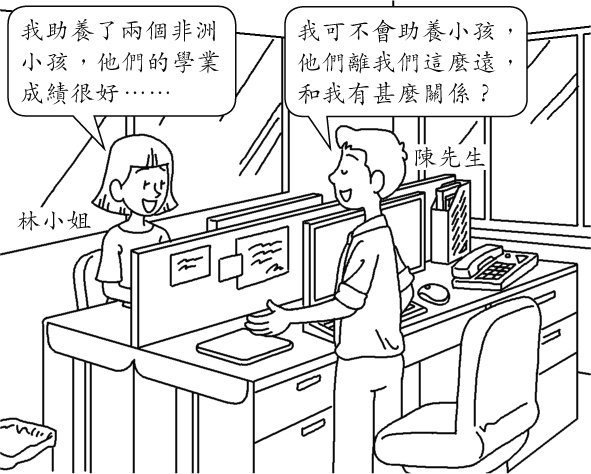 我助養了兩個非洲
小孩，他們的學業
成績很好……
我可不會助養小孩，
他們離我們這麼遠，
和我有甚麼關係？
陳先生
林小姐